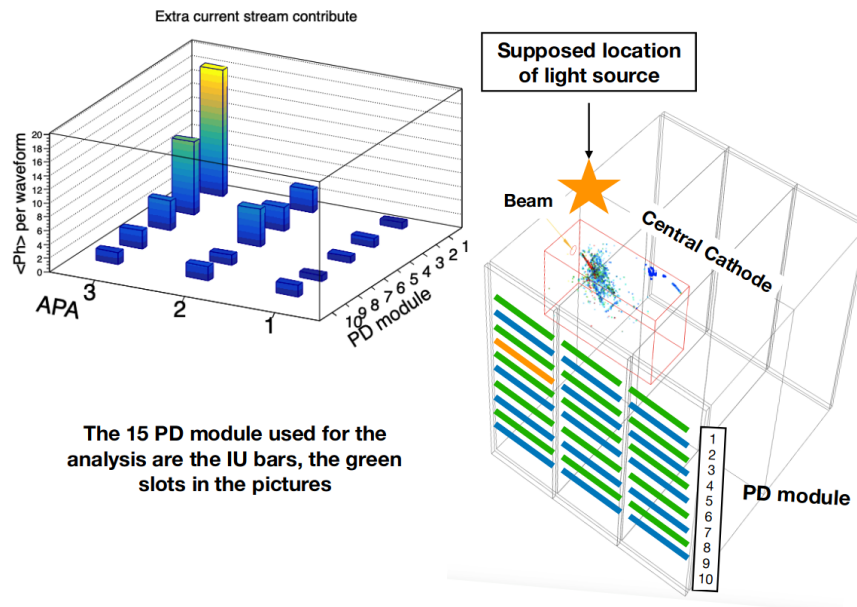 Extra current stream contribute
<Ph> per waveform
20
18
16
14
12
10
8
6
4
2
0
APA
3
2
1
PD module
10
9
8
7
6
5
4
3
2
1
Supposed location
of light source
Beam
Central Cathode
The 15 PD module used for the
analysis are the IU bars, the green
slots in the pictures
PD module
1
2
3
4
5
6
7
8
9
10